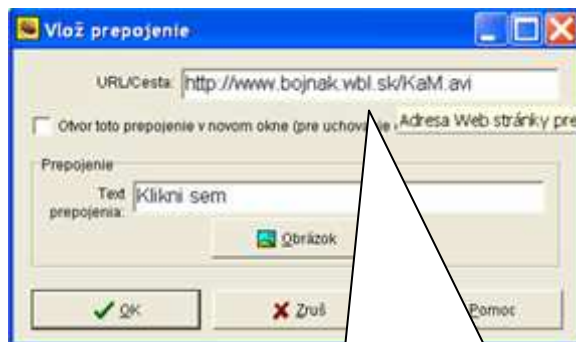 Vlož prepojenie
URL/Cesta: http://www.bojnak.wbl.sk/KaM.avi
Otvor toto prepojenie v novom okne (pre uchov
Adresa Web stránky pre
Prepojenie
Text prepojenia: Klikni sem
Obrázok
OK
Zruš
Pomoc